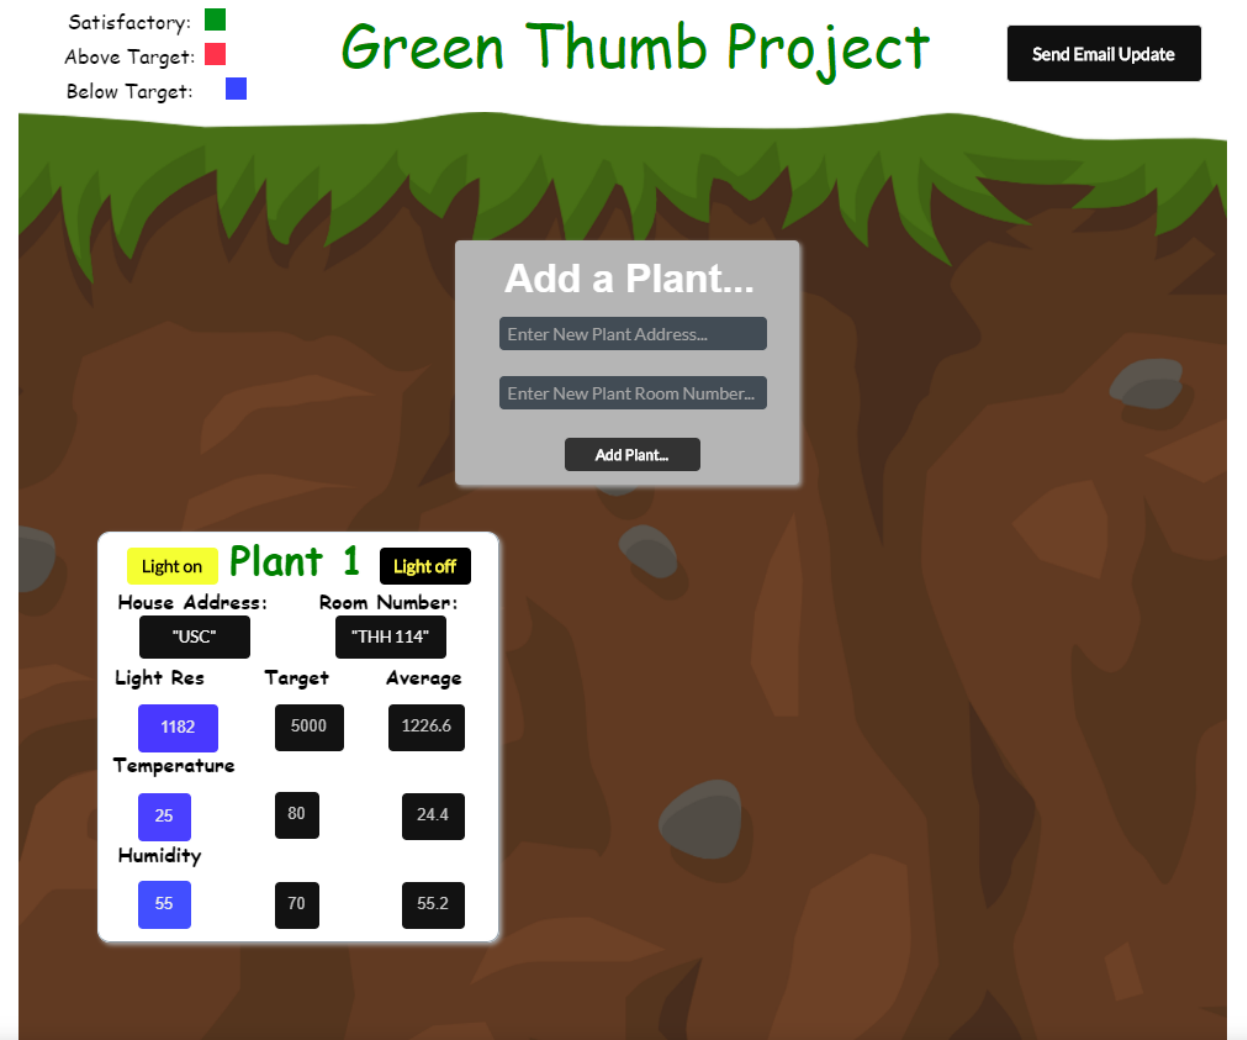 Satisfactory:
Above Target:
Below Target:
Green Thumb Project
Send Email Update
Add a Plant...
Enter New Plant Address...
Enter New Plant Room Number...
Add Plant...
Light on Plant 1 Light off
House Address: Room Number:
"USC" "THH 114"
Light Res Target Average
1182 5000 1226.6
Temperature
25 80 24.4
Humidity
55 70 55.2